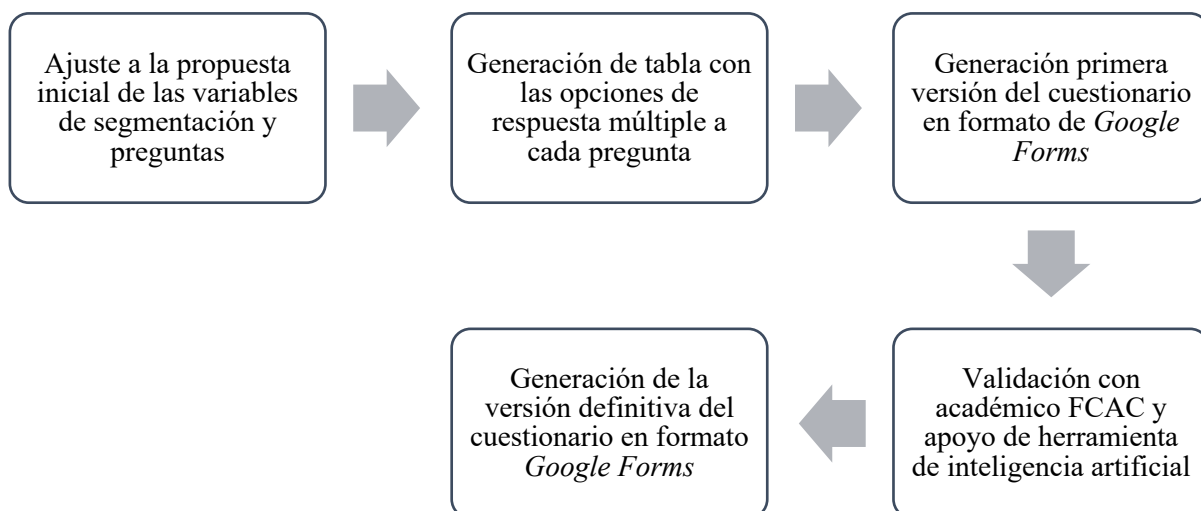 Ajuste a la propuesta
inicial de las variables
de segmentación y
preguntas
Generación de tabla con
las opciones de
respuesta múltiple a
cada pregunta
Generación primera
versión del cuestionario
en formato de Google
Forms
Validación con
académico FCAC y
apoyo de herramienta
de inteligencia artificial
Generación de la
versión definitiva del
cuestionario en formato
Google Forms